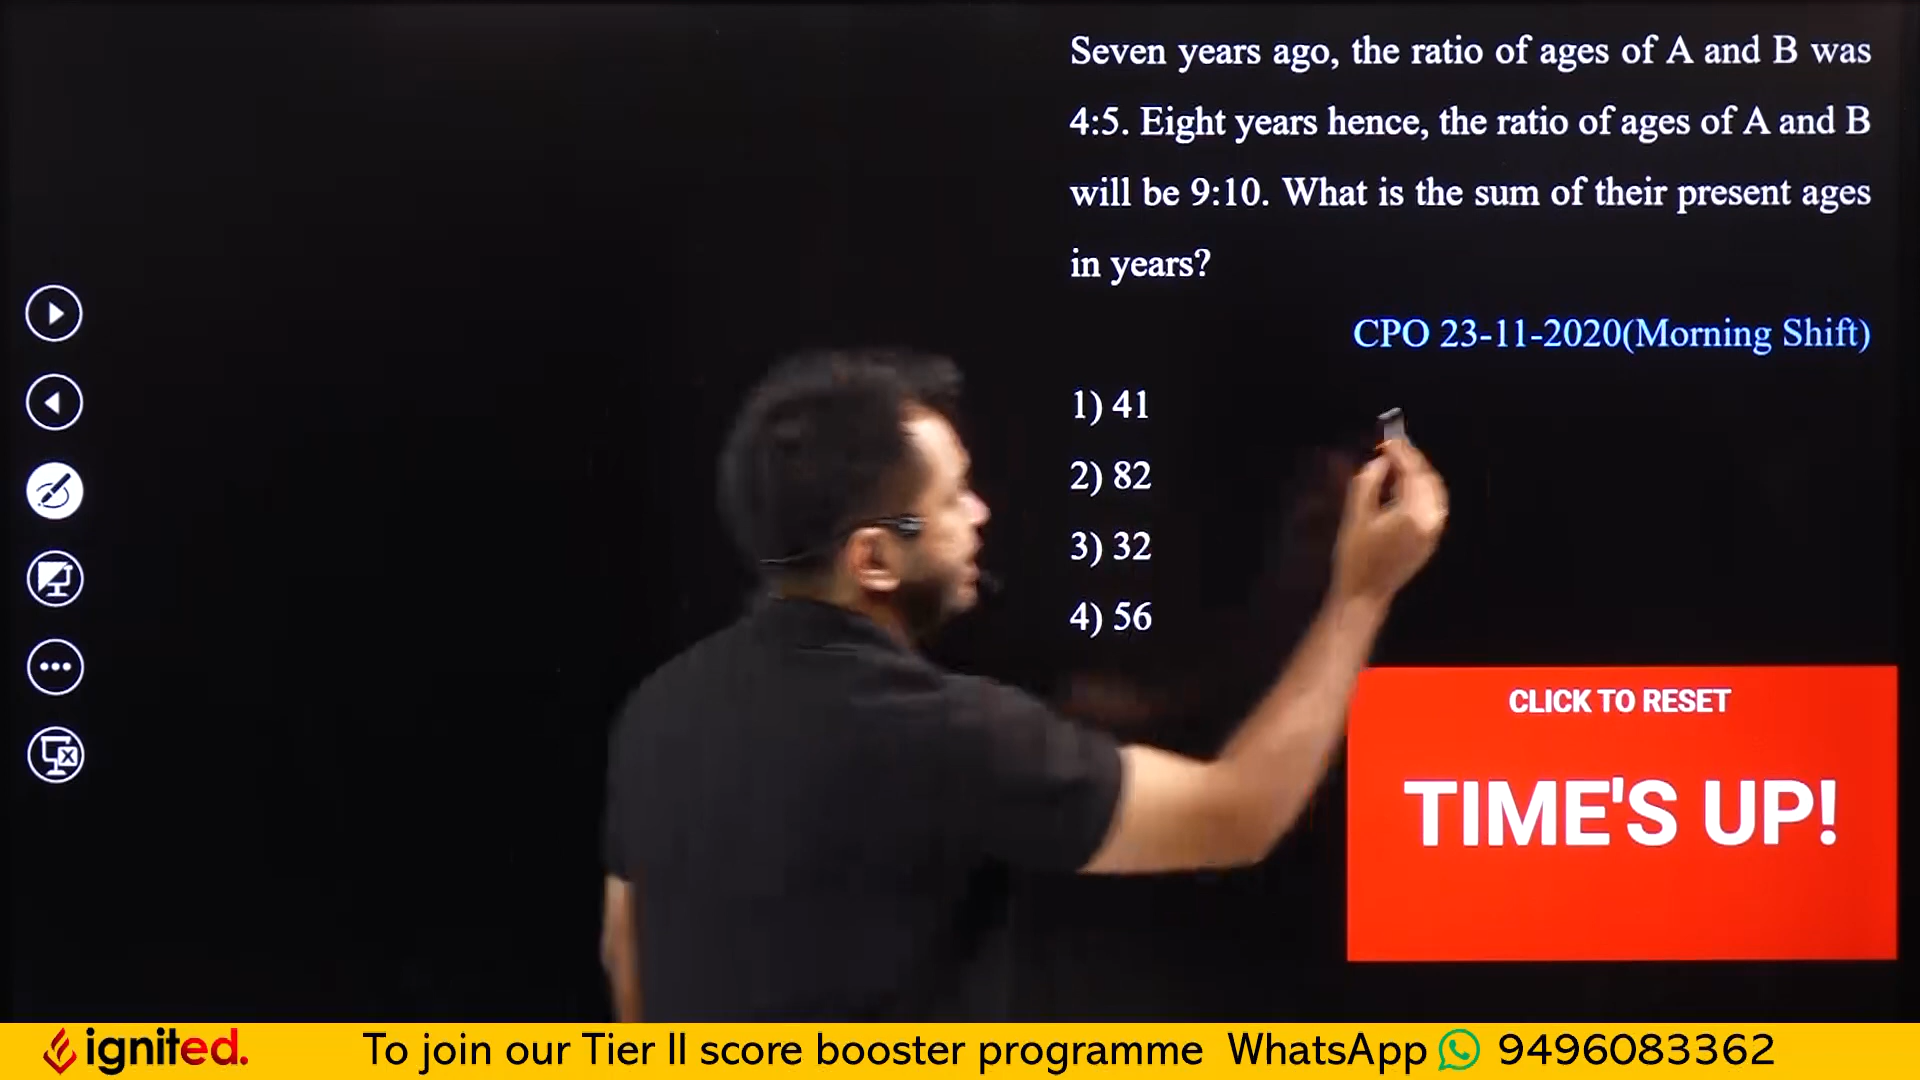 Seven years ago, the ratio of ages of A and B was
4:5. Eight years hence, the ratio of ages of A and B
will be 9:10. What is the sum of their present ages
in years?
CPO 23-11-2020(Morning Shift)
1) 41
2) 82
3) 32
4) 56
CLICK TO RESET
TIME'S UP!
ignited. To join our Tier II score booster programme WhatsApp 9496083362